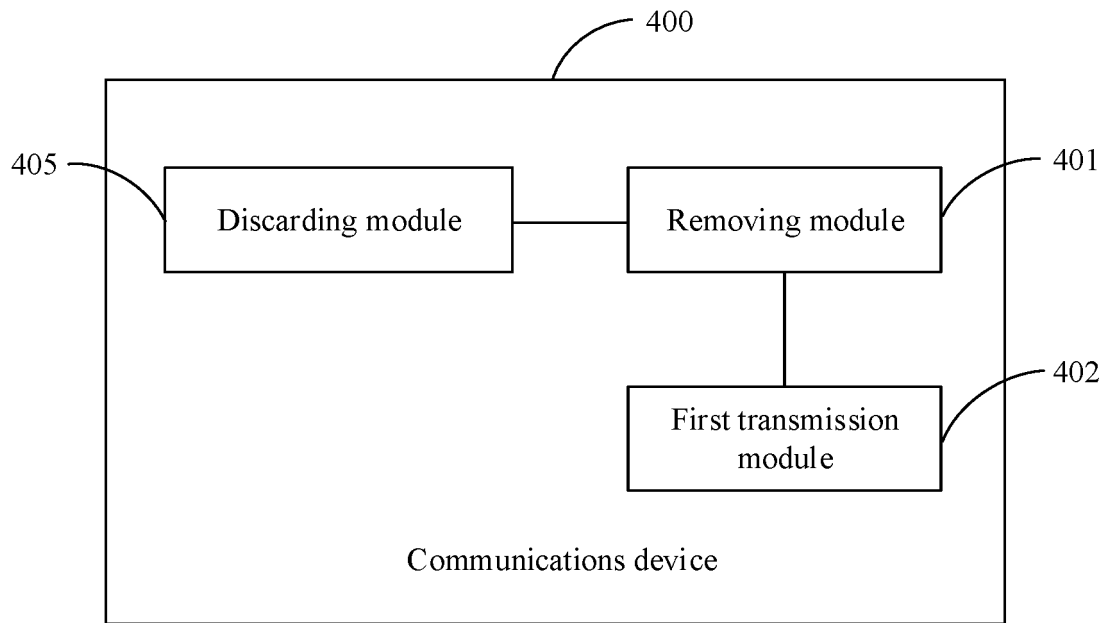 400
405
401
Discarding module
Removing module
402
First transmission
module
Communications device